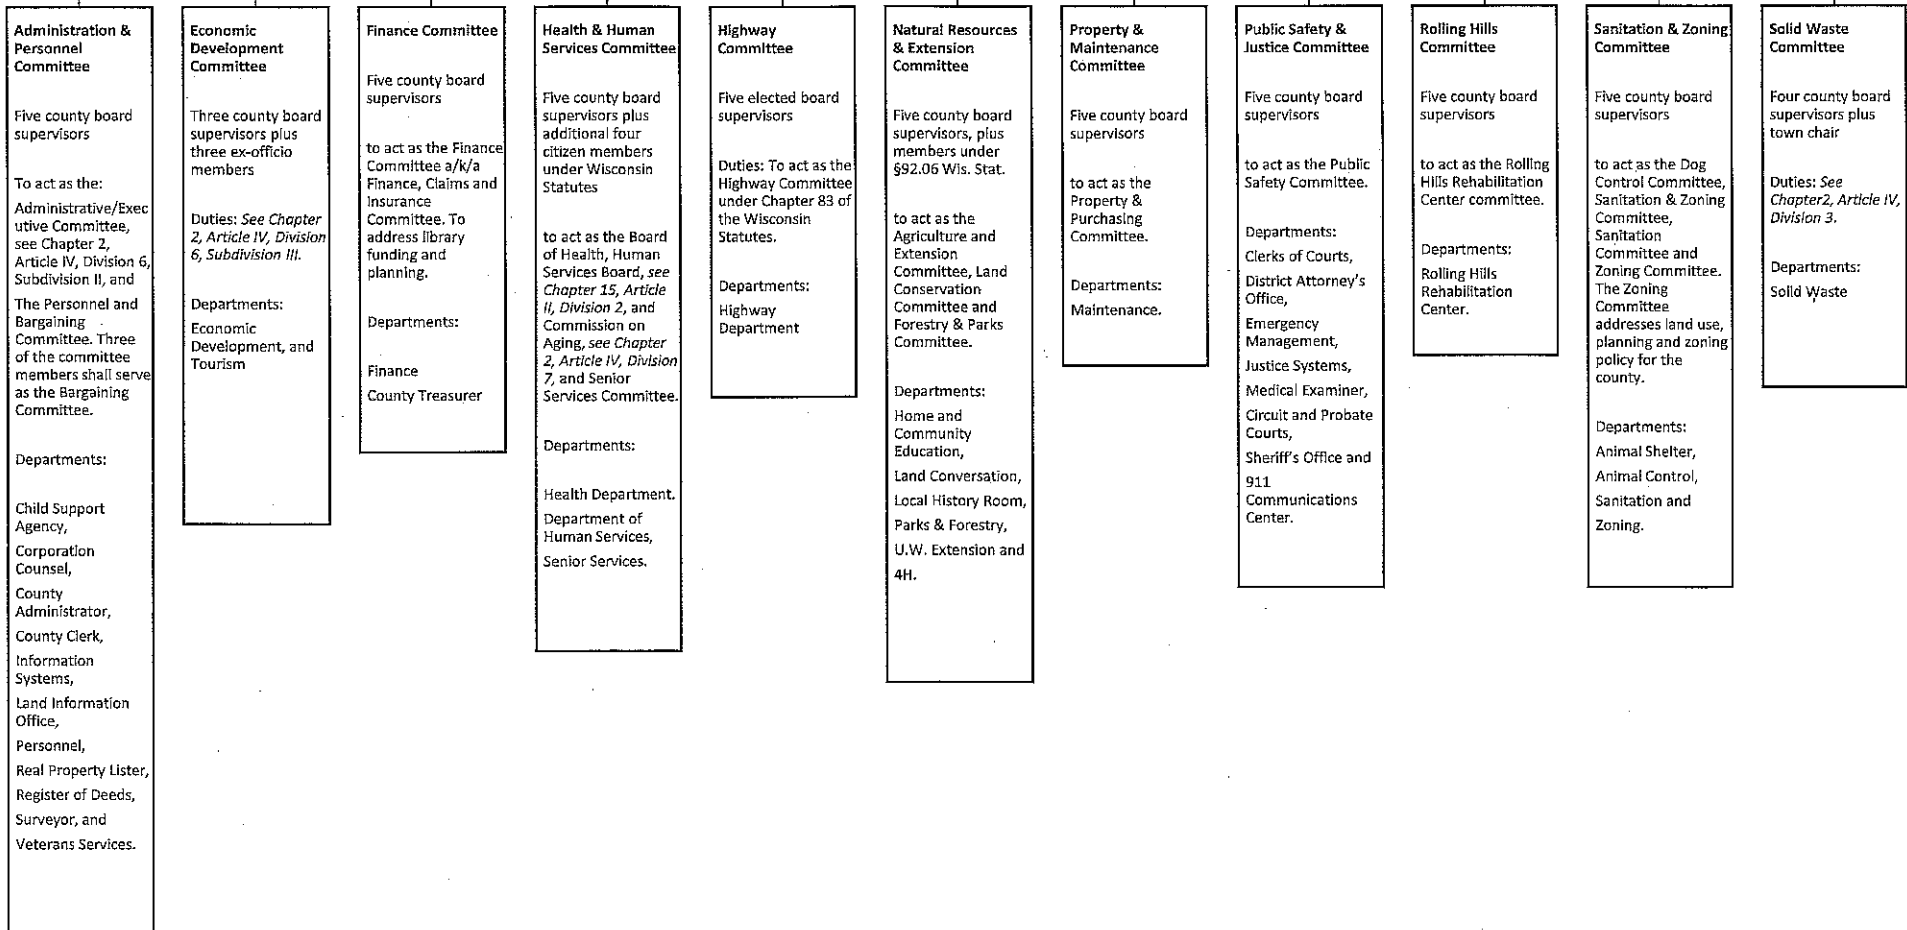 Administration &
Personnel
Committee
Five county board
supervisors
To act as the:
Administrative/Exec
utive Committee,
see Chapter 2,
Article IV, Division 6,
Subdivision II, and
The Personnel and
Bargaining
Committee. Three
of the committee
members shall serve
as the Bargaining
Committee.
Departments:
Child Support
Agency,
Corporation
Counsel,
County
Administrator,
County Clerk,
Information
Systems,
Land Information
Office,
Personnel,
Real Property Lister,
Register of Deeds,
Surveyor, and
Veterans Services.
Economic
Development
Committee
Three county board
supervisors plus
three ex-officio
members
Duties: See Chapter
2, Article IV, Division
6, Subdivision III.
Departments:
Economic
Development, and
Tourism
Finance Committee
Five county board
supervisors
to act as the Finance
Committee a/k/a
Finance, Claims and
Insurance
Committee. To
address library
funding and
planning.
Departments:
Finance
County Treasurer
Health & Human
Services Committee
Five county board
supervisors plus
additional four
citizen members
under Wisconsin
Statutes
to act as the Board
of Health, Human
Services Board, see
Chapter 15, Article
II, Division 2, and
Commission on
Aging, see Chapter
2, Article IV, Division
7, and Senior
Services Committee.
Departments:
Health Department.
Department of
Human Services,
Senior Services.
Highway
Committee
Five elected board
supervisors
Duties: To act as the
Highway Committee
under Chapter 83 of
the Wisconsin
Statutes.
Departments:
Highway
Department
Natural Resources
& Extension
Committee
Five county board
supervisors, plus
members under
§92.06 Wis. Stat.
to act as the
Agriculture and
Extension
Committee, Land
Conservation
Committee and
Forestry & Parks
Committee.
Departments:
Home and
Community
Education,
Land Conversation,
Local History Room,
Parks & Forestry,
U.W. Extension and
4H.
Property &
Maintenance
Committee
Five county board
supervisors
to act as the
Property &
Purchasing
Committee.
Departments:
Maintenance.
Public Safety &
Justice Committee
Five county board
supervisors
to act as the Public
Safety Committee.
Departments:
Clerks of Courts,
District Attorney's
Office,
Emergency
Management,
Justice Systems,
Medical Examiner,
Circuit and Probate
Courts,
Sheriff's Office and
911
Communications
Center.
Rolling Hills
Committee
Five county board
supervisors
to act as the Rolling
Hills Rehabilitation
Center committee.
Departments:
Rolling Hills
Rehabilitation
Center.
Sanitation & Zoning
Committee
Five county board
supervisors
to act as the Dog
Control Committee,
Sanitation & Zoning
Committee,
Sanitation
Committee and
Zoning Committee.
The Zoning
Committee
addresses land use,
planning and zoning
policy for the
county.
Departments:
Animal Shelter,
Animal Control,
Sanitation and
Zoning.
Solid Waste
Committee
Four county board
supervisors plus
town chair
Duties: See
Chapter2, Article IV,
Division 3.
Departments:
Solid Waste